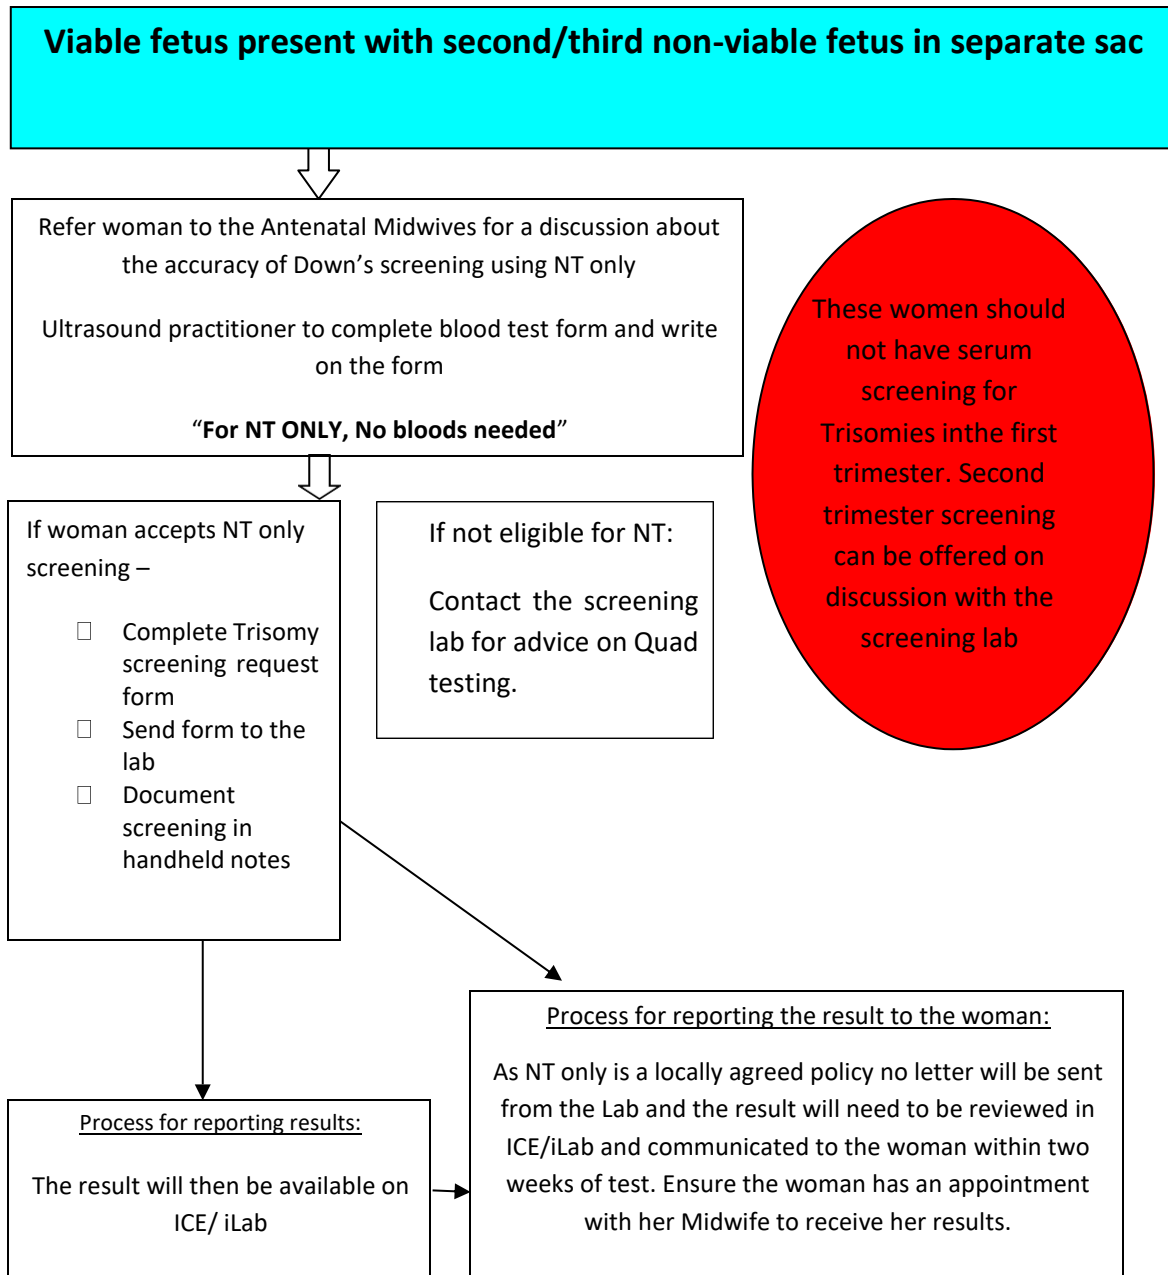 Viable fetus present with second/third non-viable fetus in separate sac
Refer woman to the Antenatal Midwives for a discussion about
the accuracy of Down’s screening using NT only
Ultrasound practitioner to complete blood test form and write
on the form
“For NT ONLY, No bloods needed”
These women should
not have serum
screening for
Trisomies inthe first
trimester. Second
trimester screening
can be offered on
discussion with the
screening lab
If woman accepts NT only
screening –
Complete Trisomy
screening request
form
Send form to the
lab
Document
screening in
handheld notes
If not eligible for NT:
Contact the screening
lab for advice on Quad
testing.
Process for reporting results:
The result will then be available on
ICE/ iLab
Process for reporting the result to the woman:
As NT only is a locally agreed policy no letter will be sent
from the Lab and the result will need to be reviewed in
ICE/iLab and communicated to the woman within two
weeks of test. Ensure the woman has an appointment
with her Midwife to receive her results.